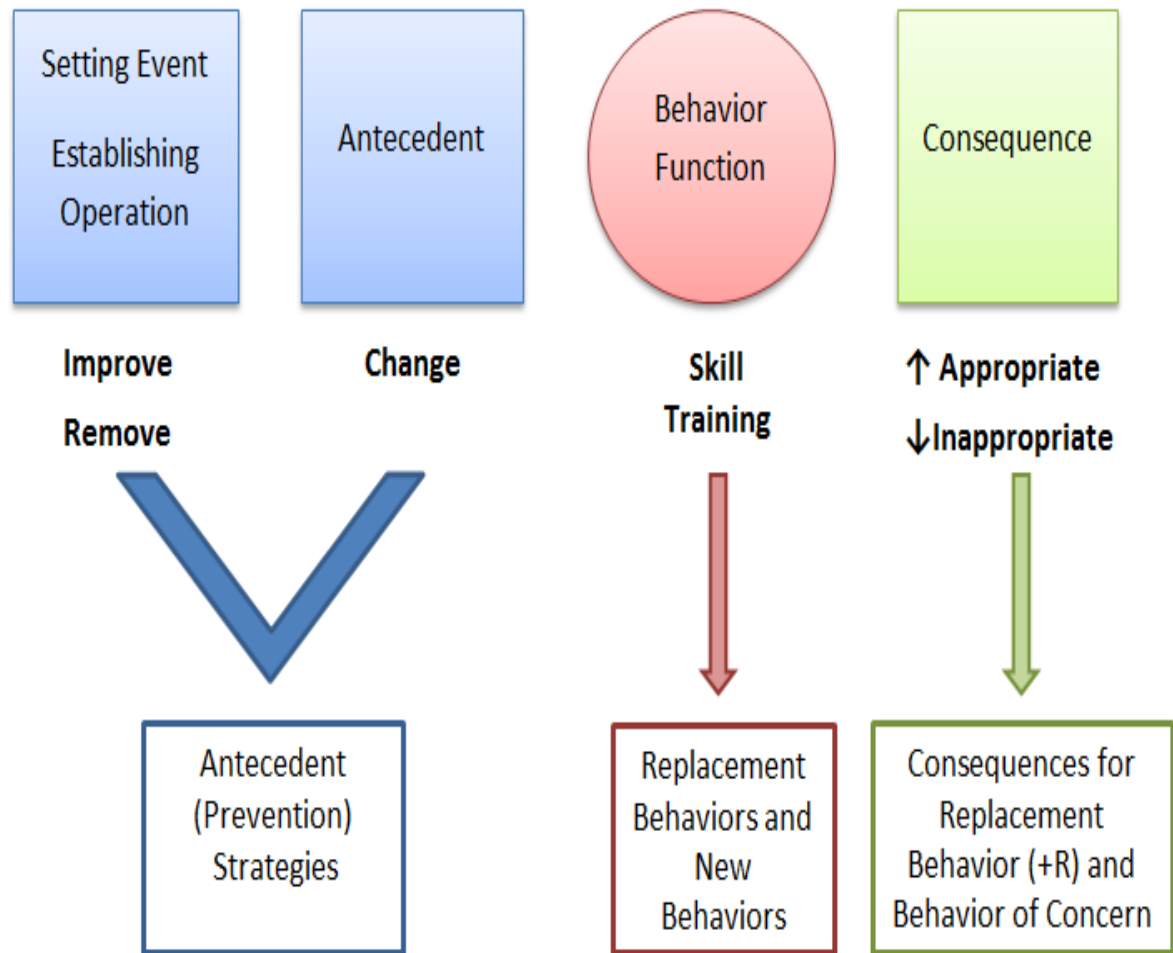 Setting Event
Establishing
Operation
Antecedent
Behavior
Function
Consequence
Improve
Remove
Change
Skill
Training
↑ Appropriate
↓Inappropriate
Antecedent
(Prevention)
Strategies
Replacement
Behaviors and
New
Behaviors
Consequences for
Replacement
Behavior (+R) and
Behavior of Concern